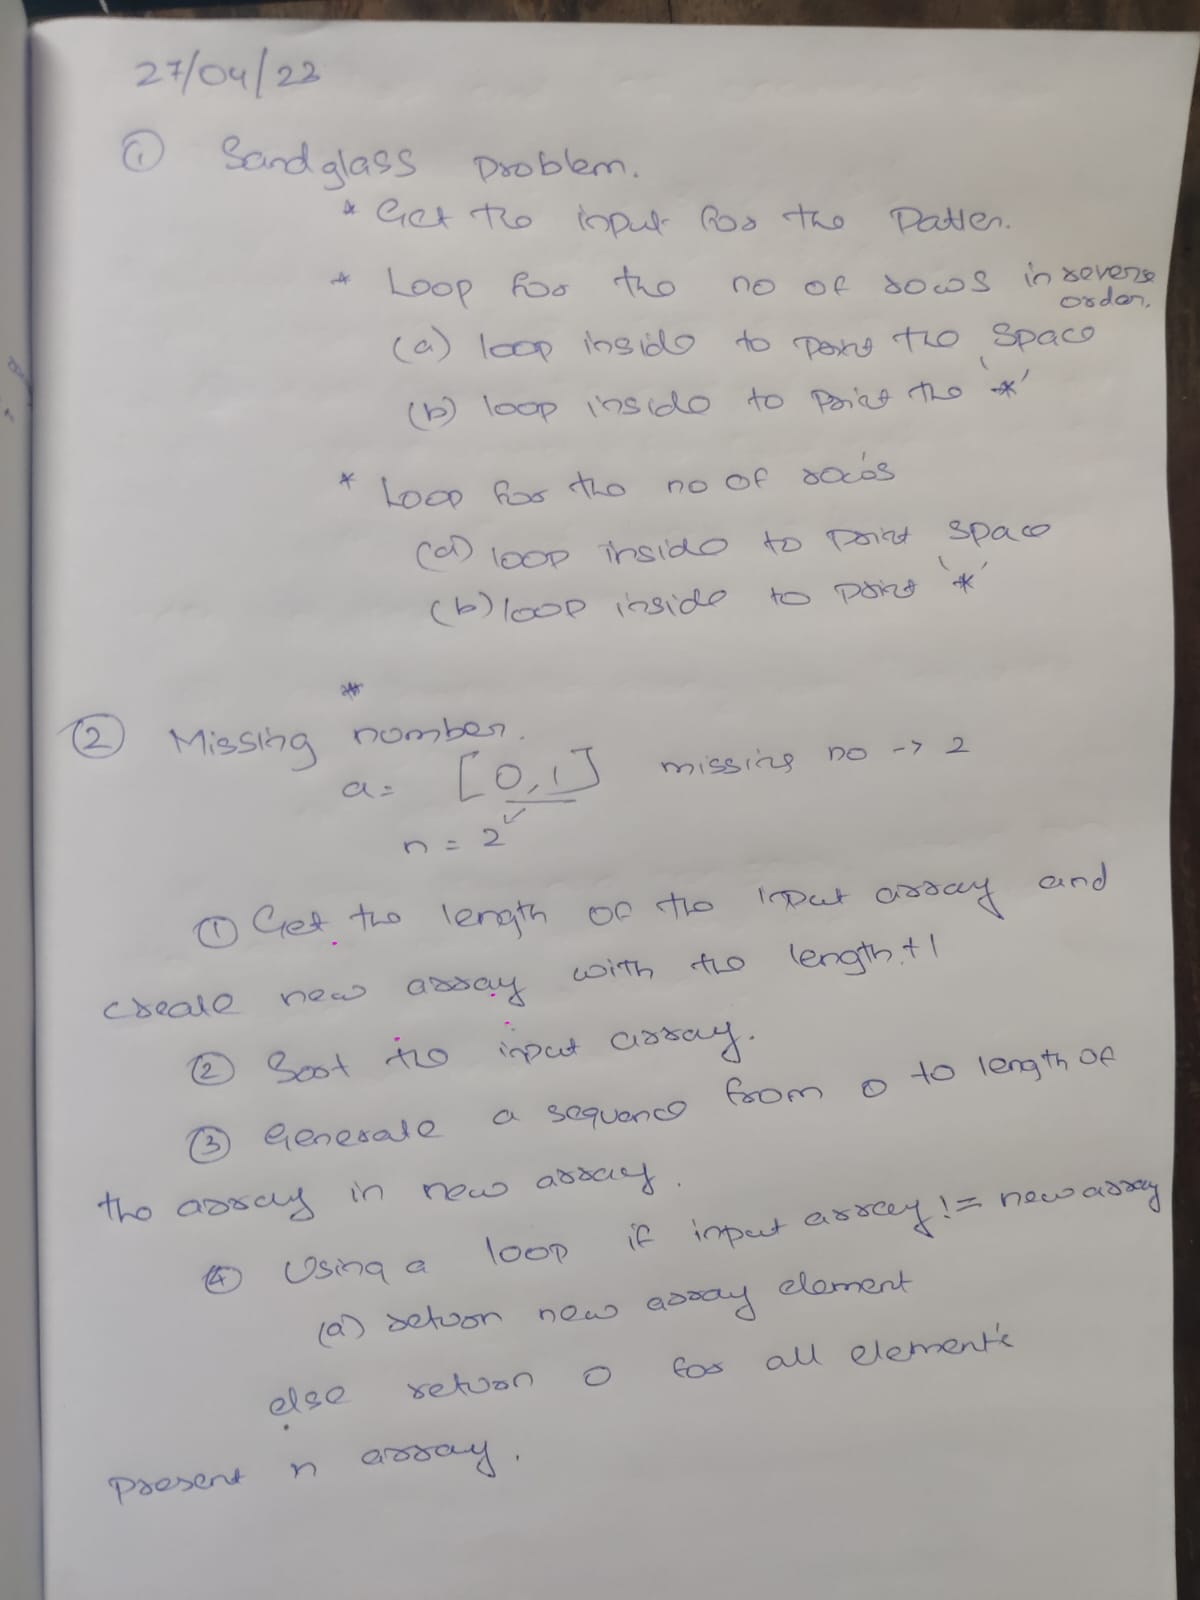 27/04/23
① Sandglass Problem.
* Get the input for the Patter.
* Loop for the no of rows in reverse
order.
(a) loop inside to print the space
(b) loop inside to print the '*'
* Loop for the no of rows
(a) loop inside to print space
(b) loop inside to print '*'
② Missing number.
a = [0,1] missing no -> 2
n = 2
① Get the length of the input array and
create new array with the length+1
② Sort the input array.
③ Generate a sequence from 0 to length of
the array in new array.
④ Using a loop if input array != new array
(a) return new array element
else return 0 for all element's
present n array.